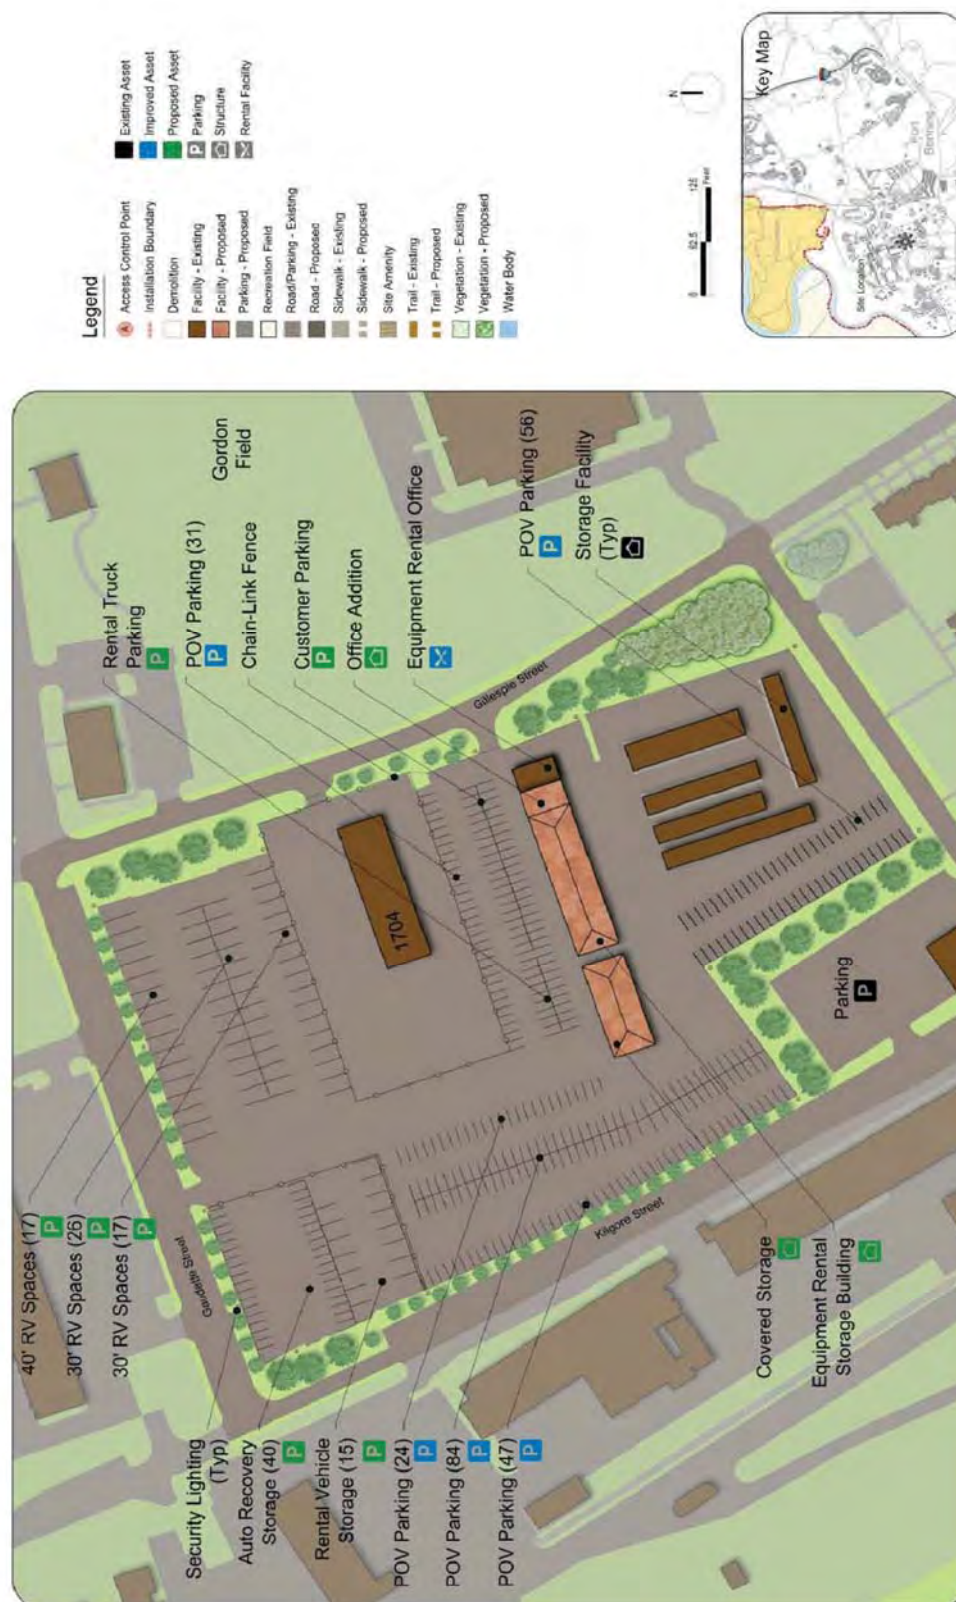 Legend
Access Control Point
Installation Boundary
Demolition
Facility - Existing
Facility - Proposed
Parking - Proposed
Recreation Field
Road/Parking - Existing
Road - Proposed
Sidewalk - Existing
Sidewalk - Proposed
Site Amenity
Trail - Existing
Trail - Proposed
Vegetation - Existing
Vegetation - Proposed
Water Body
Existing Asset
Improved Asset
Proposed Asset
P Parking
Structure
Rental Facility
N
0 62.5 125
Feet
Key Map
Site Location
Fort
Benning
40' RV Spaces (17)
P
30' RV Spaces (26)
P
30' RV Spaces (17)
P
Rental Truck
Parking
P
POV Parking (31)
P
Gordon
Field
Chain-Link Fence
Customer Parking
P
Office Addition
Equipment Rental Office
POV Parking (56)
P
Storage Facility
(Typ)
Gaudette Street
Gillespie Street
Kilgore Street
1704
Parking
P
Security Lighting
(Typ)
Auto Recovery
Storage (40)
P
Rental Vehicle
Storage (15)
P
POV Parking (24)
P
POV Parking (84)
P
POV Parking (47)
P
Covered Storage
Equipment Rental
Storage Building